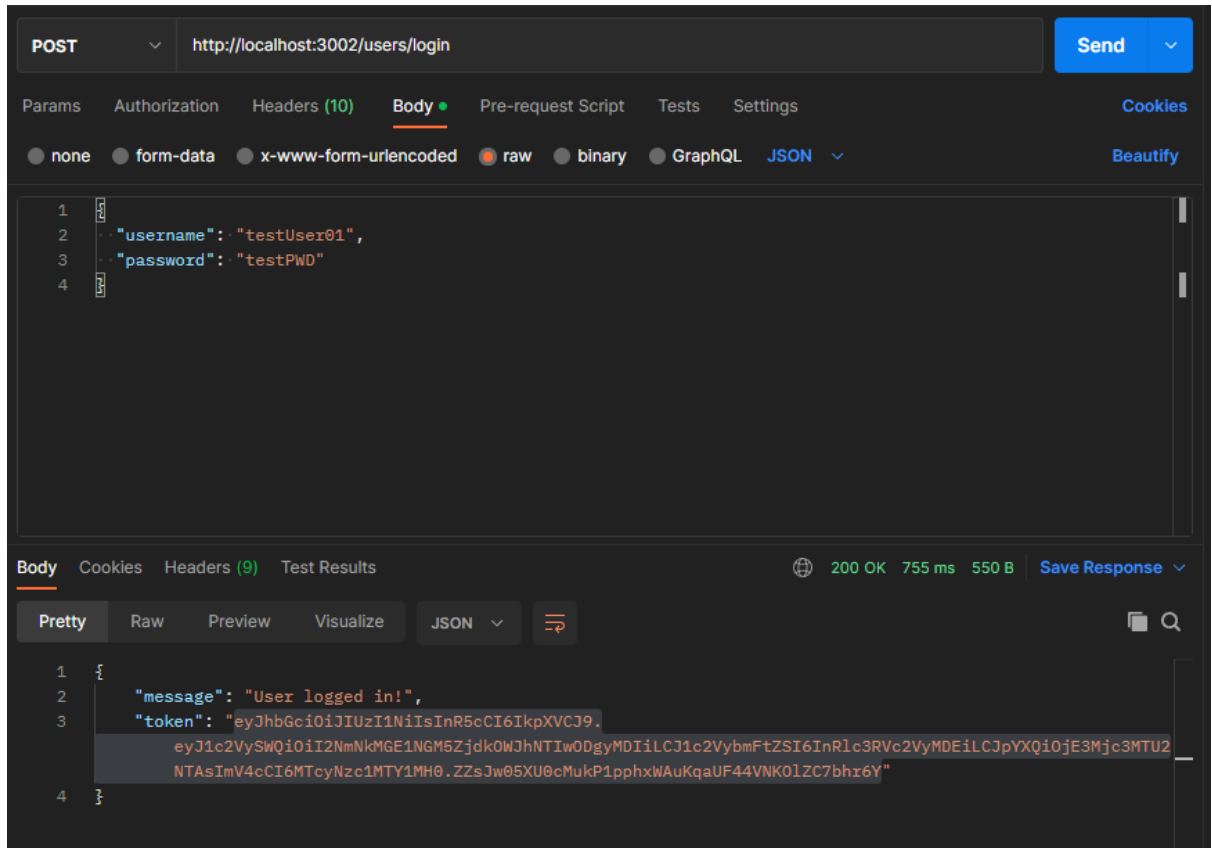 POST http://localhost:3002/users/login Send
Params Authorization Headers (10) Body Pre-request Script Tests Settings Cookies
none form-data x-www-form-urlencoded raw binary GraphQL JSON Beautify
1 {
2 "username": "testUser01",
3 "password": "testPWD"
4 }
Body Cookies Headers (9) Test Results 200 OK 755 ms 550 B Save Response
Pretty Raw Preview Visualize JSON
1 {
2 "message": "User logged in!",
3 "token": "eyJhbGciOiJIUzI1NiIsInR5cCI6IkpXVCJ9.
eyJ1c2VySWQiOiI2NmNkMGE1NGM5ZjdkOWJhNTIwODgyMDIiLCJ1c2VybmFtZSI6InRlc3RVc2VyMDEiLCJpYXQiOjE3Mjc3MTU2
NTAsImV4cCI6MTcyNzc1MTY1MH0.ZZsJw05XU0cMukP1pphxWAuKqaUF44VNKOlZC7bhr6Y"
4 }